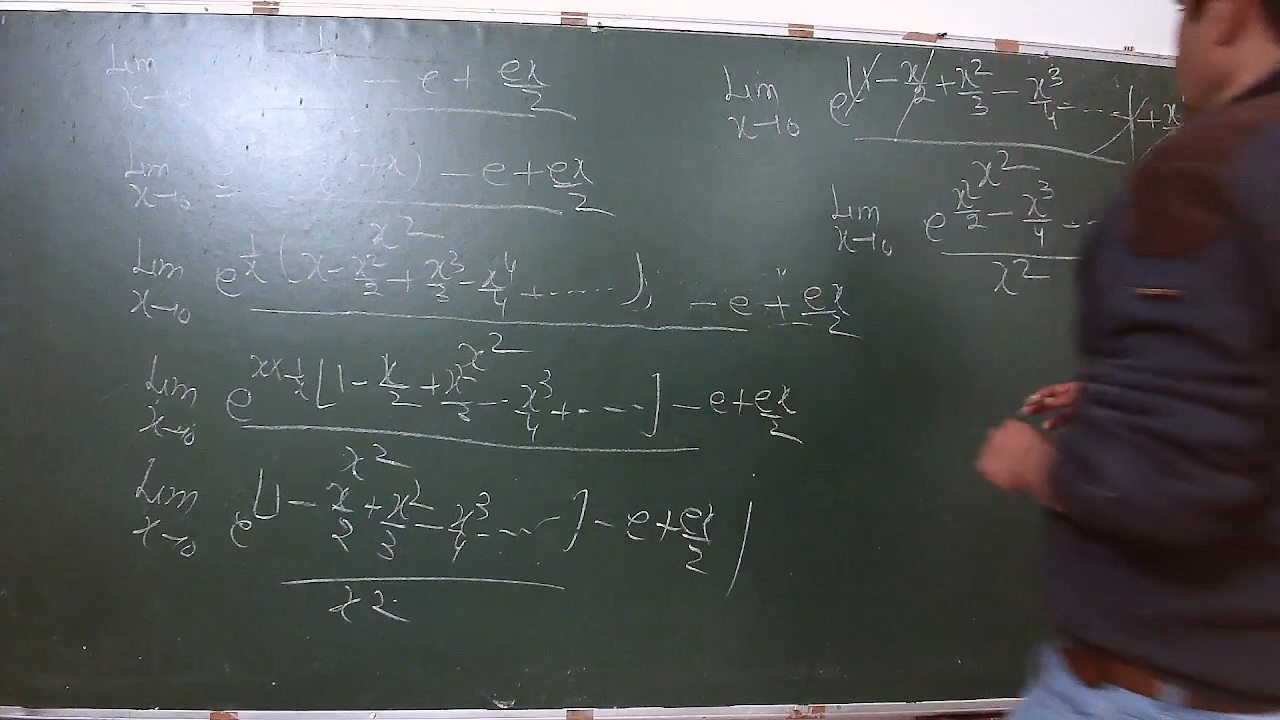 Lim x→0 - e + ex/2
Lim x→0 + x) - e + ex/2
x²
Lim x→0 e^(1/x (x - x²/2 + x³/3 - x⁴/4 + ......)) - e + ex/2
x²
Lim x→0 e^(x×1/x [1 - x/2 + x²/3 - x³/4 + ....]) - e + ex/2
x²
Lim x→0 e^[1 - x/2 + x²/3 - x³/4 - ...] - e + ex/2
x²
Lim x→0 e[1 - x/2 + x²/3 - x³/4 - ... + x
x²
Lim x→0 e x²/2 - x³/4 - -
x²